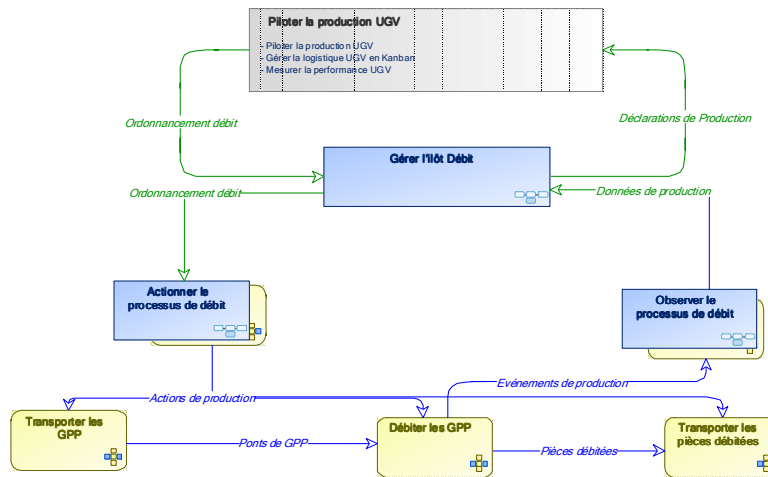 Piloter la production UGV
- Piloter la production UGV
- Gérer la logistique UGV en Kanban
- Mesurer la performance UGV
Ordonnancement débit
Déclarations de Production
Gérer l'îlôt Débit
Ordonnancement débit
Données de production
Actionner le
processus de débit
Observer le
processus de débit
Evénements de production
Actions de production
Transporter les
GPP
Ponts de GPP
Débiter les GPP
Pièces débitées
Transporter les
pièces débitées